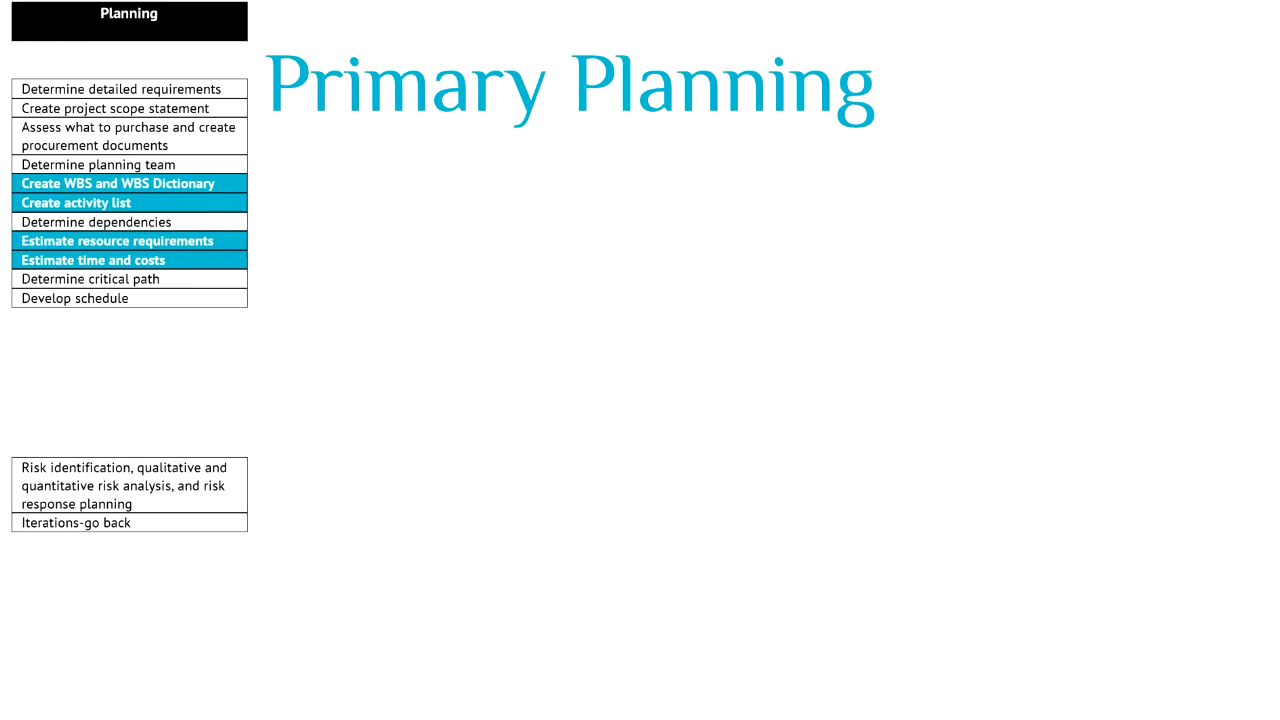 Planning
Primary Planning
Determine detailed requirements
Create project scope statement
Assess what to purchase and create
procurement documents
Determine planning team
Create WBS and WBS Dictionary
Create activity list
Determine dependencies
Estimate resource requirements
Estimate time and costs
Determine critical path
Develop schedule
Risk identification, qualitative and
quantitative risk analysis, and risk
response planning
Iterations-go back